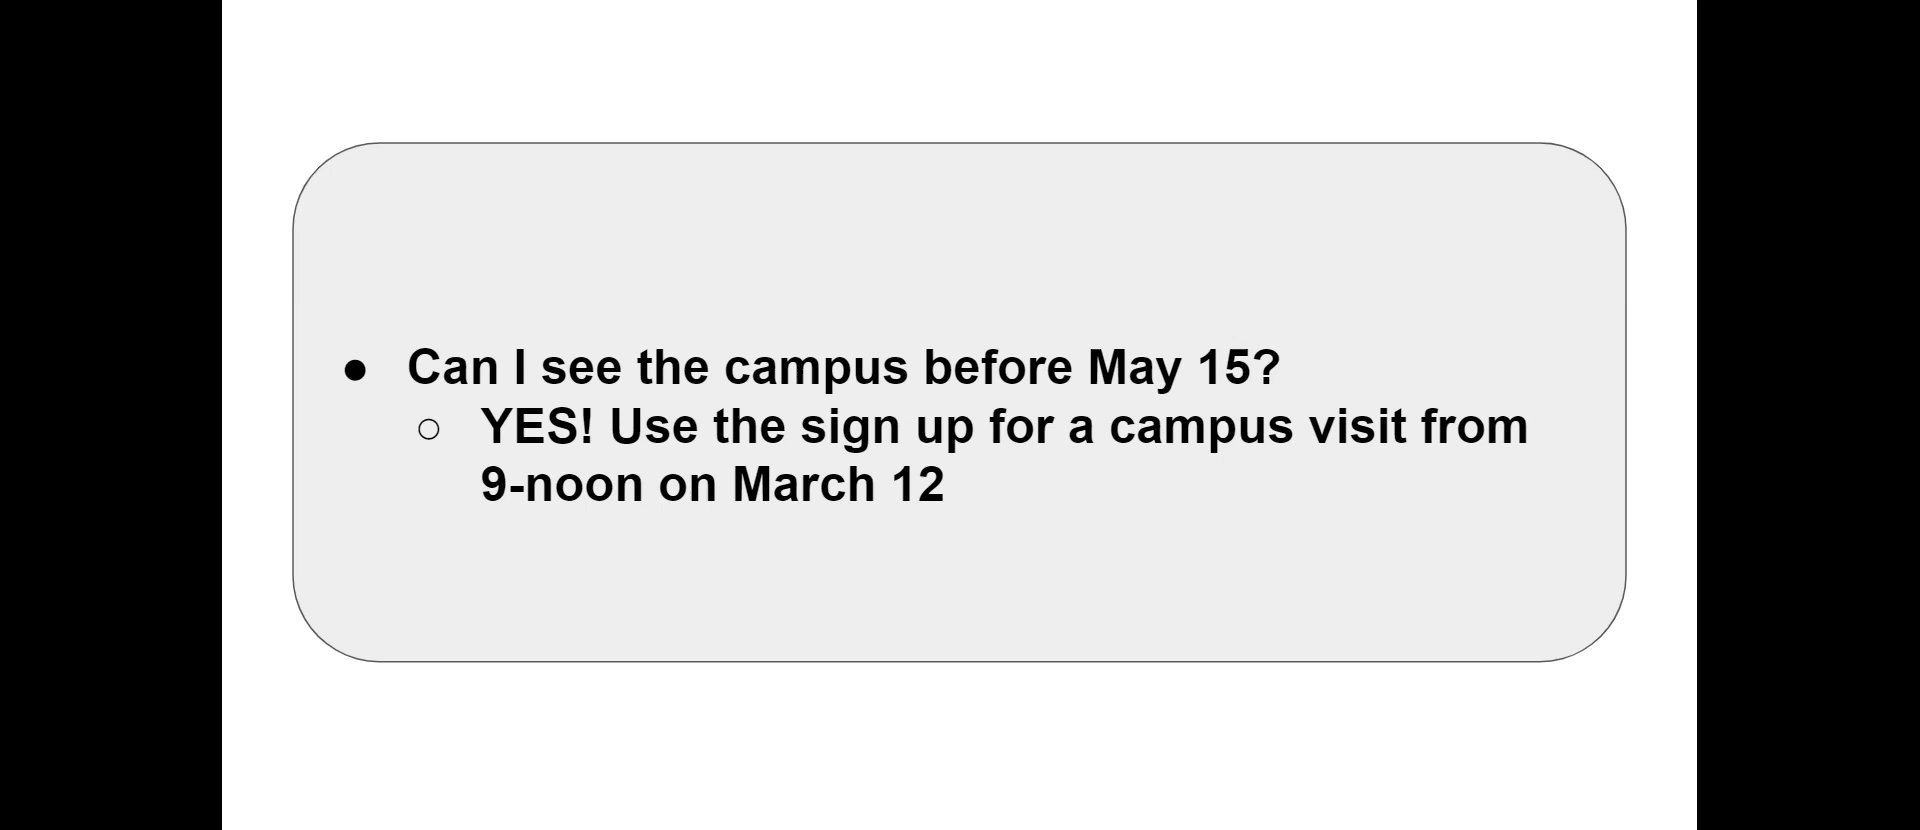 ● Can I see the campus before May 15?
○ YES! Use the sign up for a campus visit from
9-noon on March 12